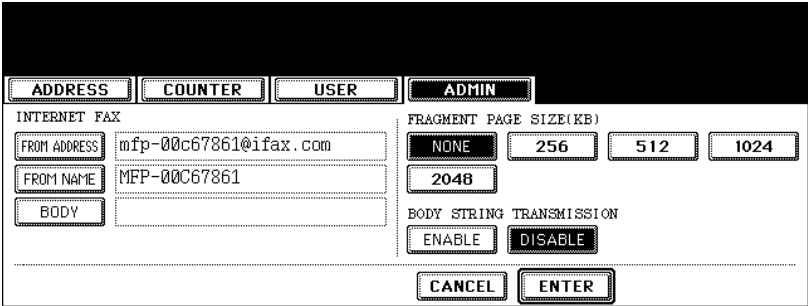 ADDRESS COUNTER USER ADMIN
INTERNET FAX
FROM ADDRESS mfp-00c67861@ifax.com
FROM NAME MFP-00C67861
BODY
FRAGMENT PAGE SIZE(KB)
NONE 256 512 1024
2048
BODY STRING TRANSMISSION
ENABLE DISABLE
CANCEL ENTER